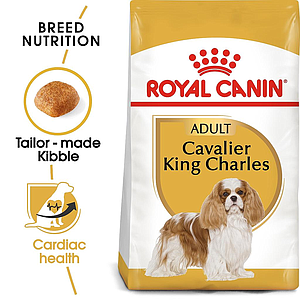 BREED
NUTRITION
Tailor - made
Kibble
Cardiac
health
ROYAL CANIN
ADULT
Cavalier
King Charles